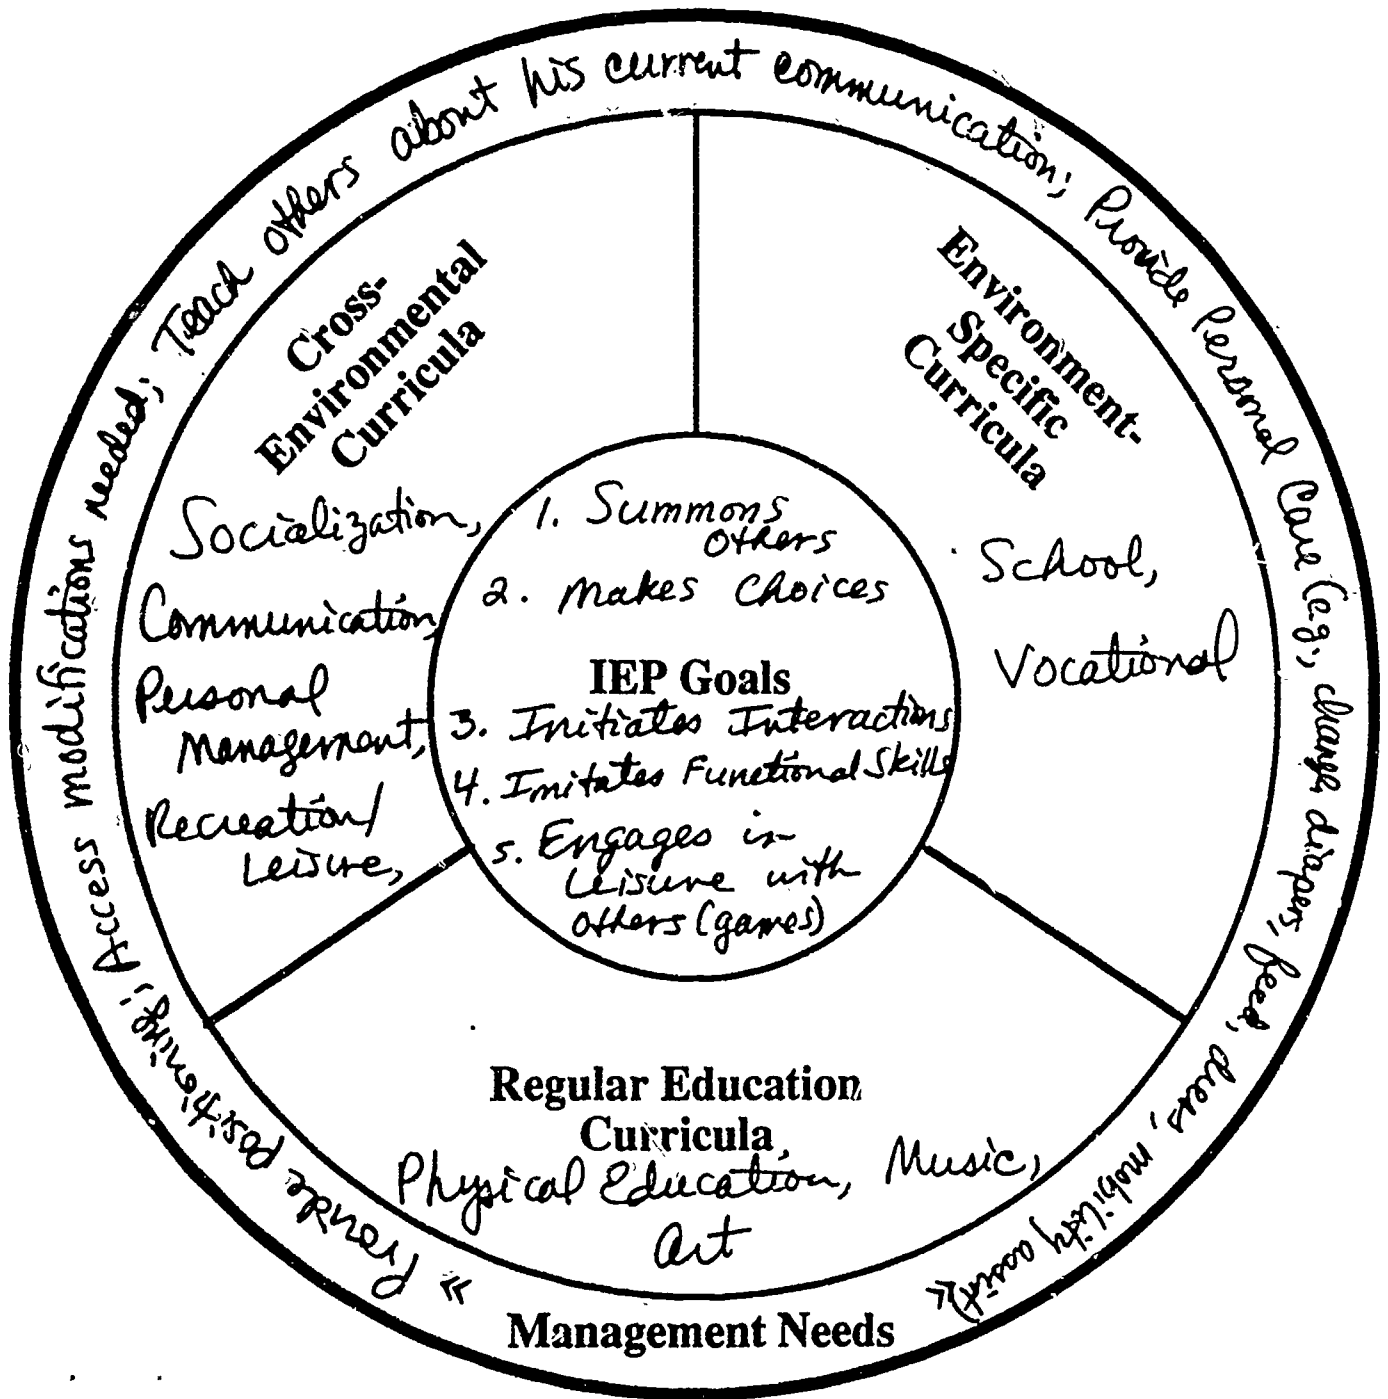 « Provide positioning; Access modifications needed; Teach others about his current communication; Provide Personal Care (e.g., change diapers, feed, dress, mobility assist) »
Cross-
Environmental
Curricula
Socialization,
Communication,
Personal
Management,
Recreation/
Leisure,
Environment-
Specific
Curricula
School,
Vocational
1. Summons
others
2. Makes Choices
IEP Goals
3. Initiates Interactions
4. Imitates Functional Skills
5. Engages in
Leisure with
others (games)
Regular Education
Curricula
Physical Education, Music,
Art
Management Needs